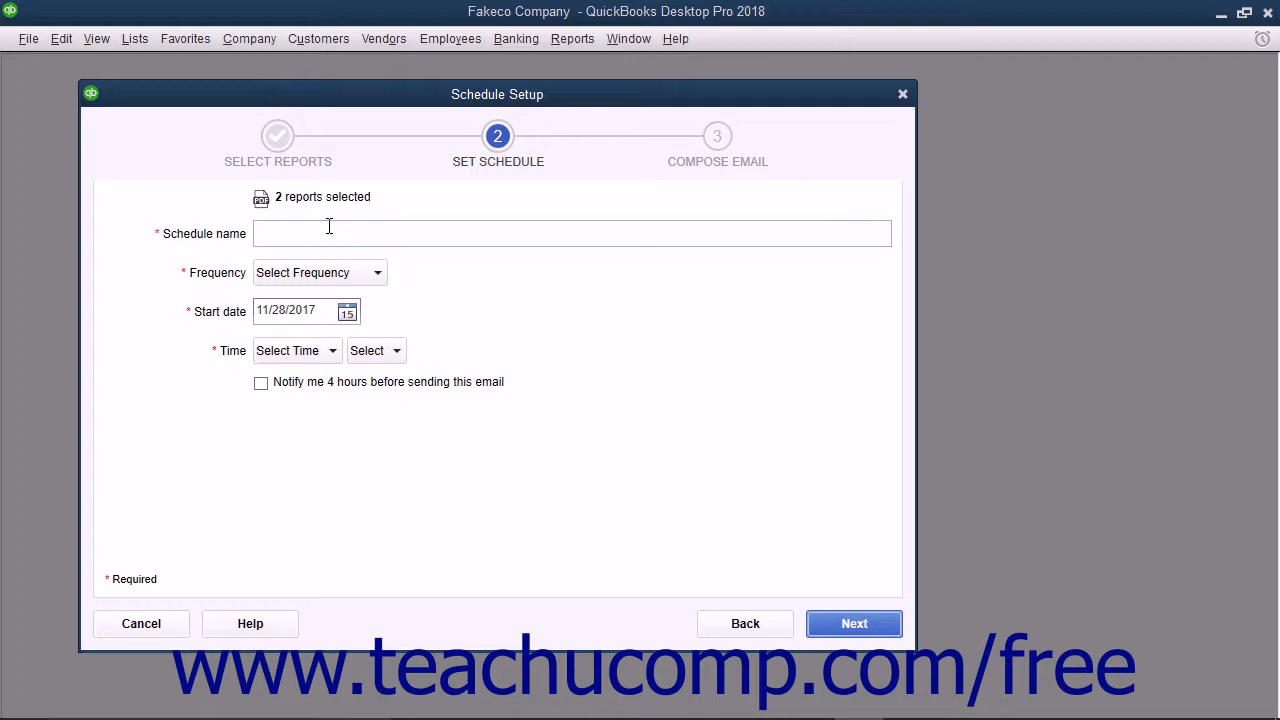 Fakeco Company - QuickBooks Desktop Pro 2018
File Edit View Lists Favorites Company Customers Vendors Employees Banking Reports Window Help
qb Schedule Setup
2 3
SELECT REPORTS SET SCHEDULE COMPOSE EMAIL
PDF 2 reports selected
* Schedule name
* Frequency Select Frequency
* Start date 11/28/2017 15
* Time Select Time Select
Notify me 4 hours before sending this email
* Required
Cancel Help Back Next
www.teachucomp.com/free